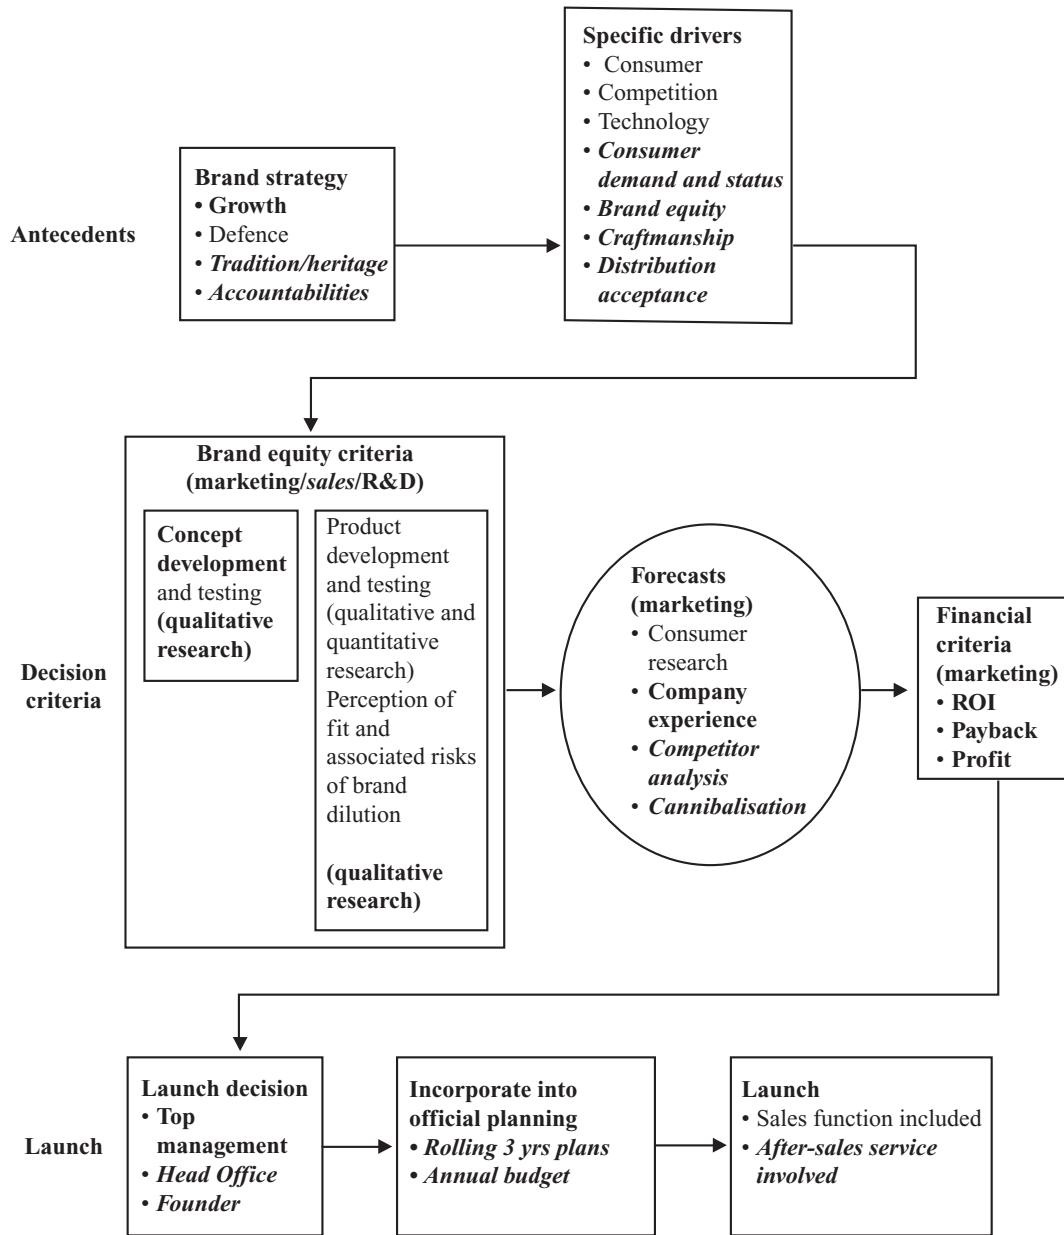 Antecedents
Brand strategy
• Growth
• Defence
• Tradition/heritage
• Accountabilities
Specific drivers
• Consumer
• Competition
• Technology
• Consumer
demand and status
• Brand equity
• Craftmanship
• Distribution
acceptance
Decision
criteria
Brand equity criteria
(marketing/sales/R&D)
Concept
development
and testing
(qualitative
research)
Product
development
and testing
(qualitative and
quantitative
research)
Perception of
fit and
associated risks
of brand
dilution
(qualitative
research)
Forecasts
(marketing)
• Consumer
research
• Company
experience
• Competitor
analysis
• Cannibalisation
Financial
criteria
(marketing)
• ROI
• Payback
• Profit
Launch
Launch decision
• Top
management
• Head Office
• Founder
Incorporate into
official planning
• Rolling 3 yrs plans
• Annual budget
Launch
• Sales function included
• After-sales service
involved